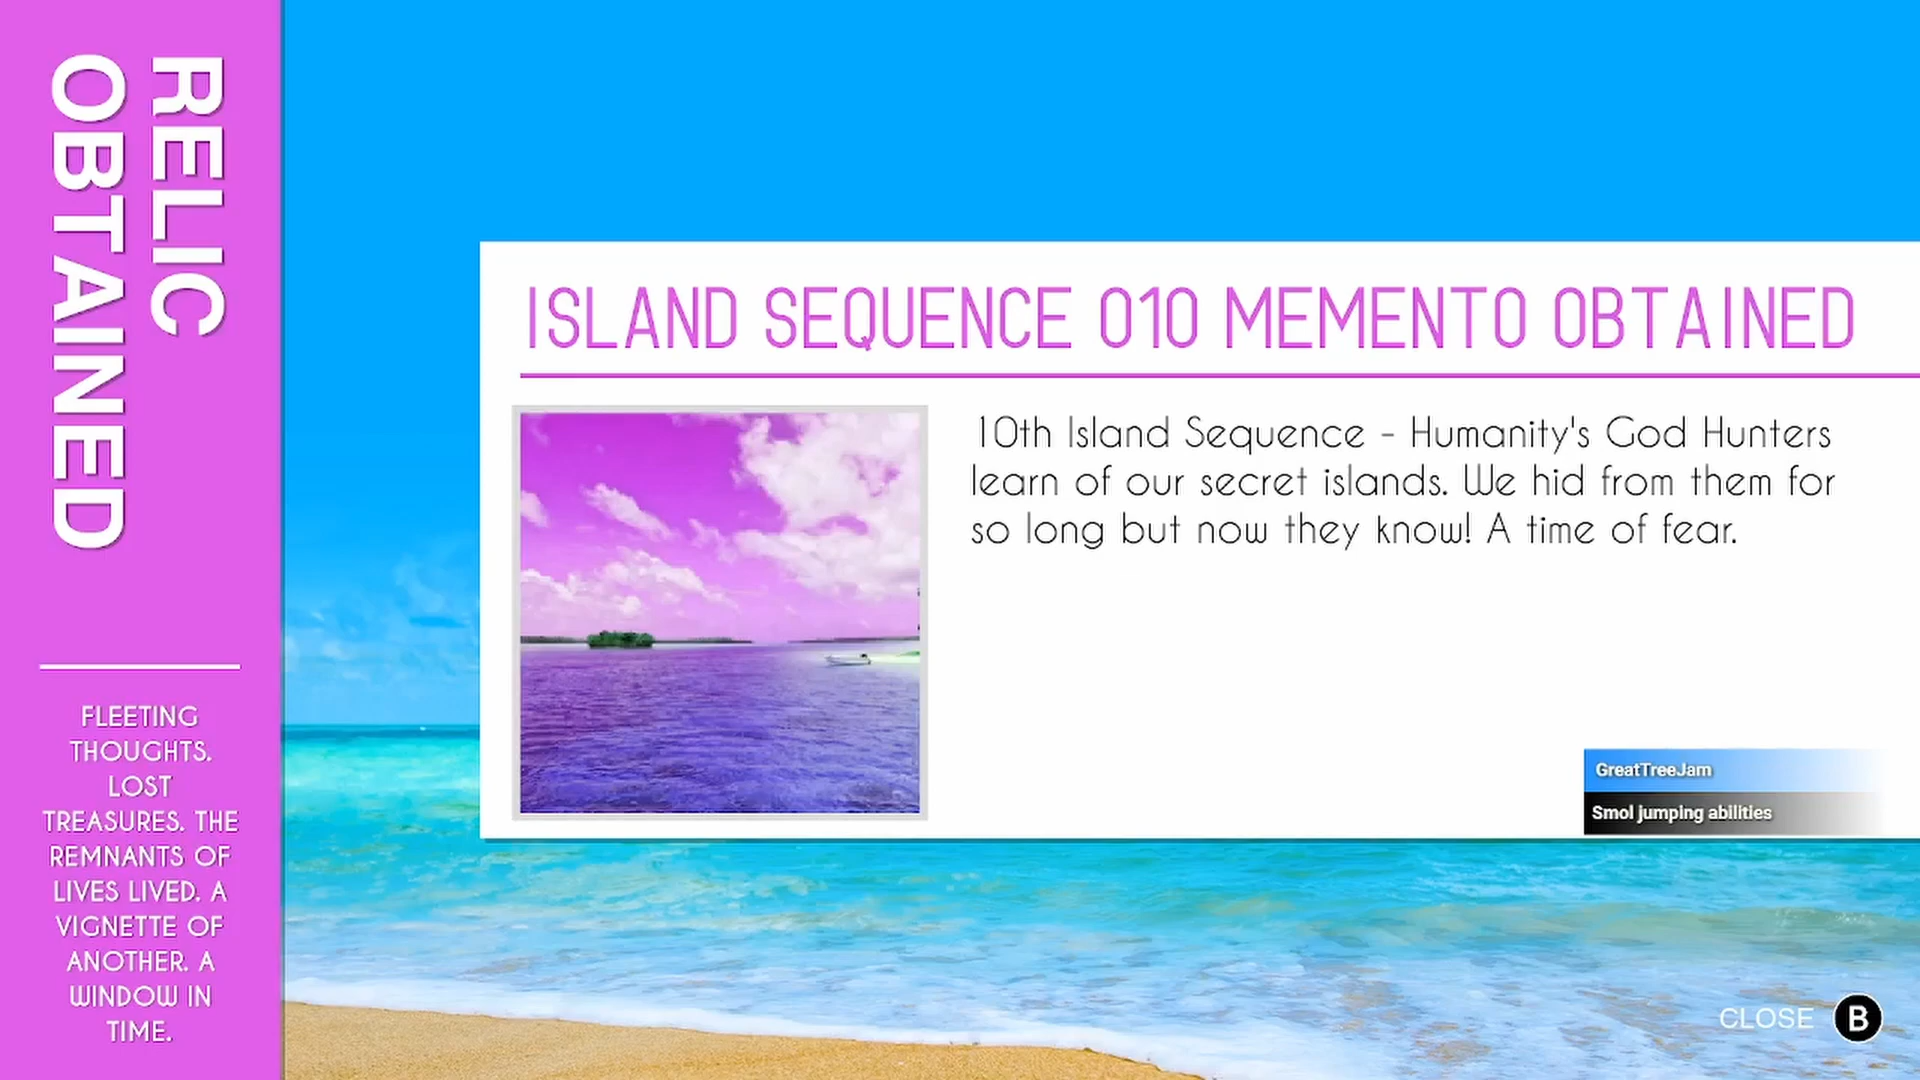 RELIC
OBTAINED
FLEETING
THOUGHTS.
LOST
TREASURES. THE
REMNANTS OF
LIVES LIVED. A
VIGNETTE OF
ANOTHER. A
WINDOW IN
TIME.
ISLAND SEQUENCE 010 MEMENTO OBTAINED
10th Island Sequence - Humanity's God Hunters
learn of our secret islands. We hid from them for
so long but now they know! A time of fear.
GreatTreeJam
Smol jumping abilities
CLOSE B